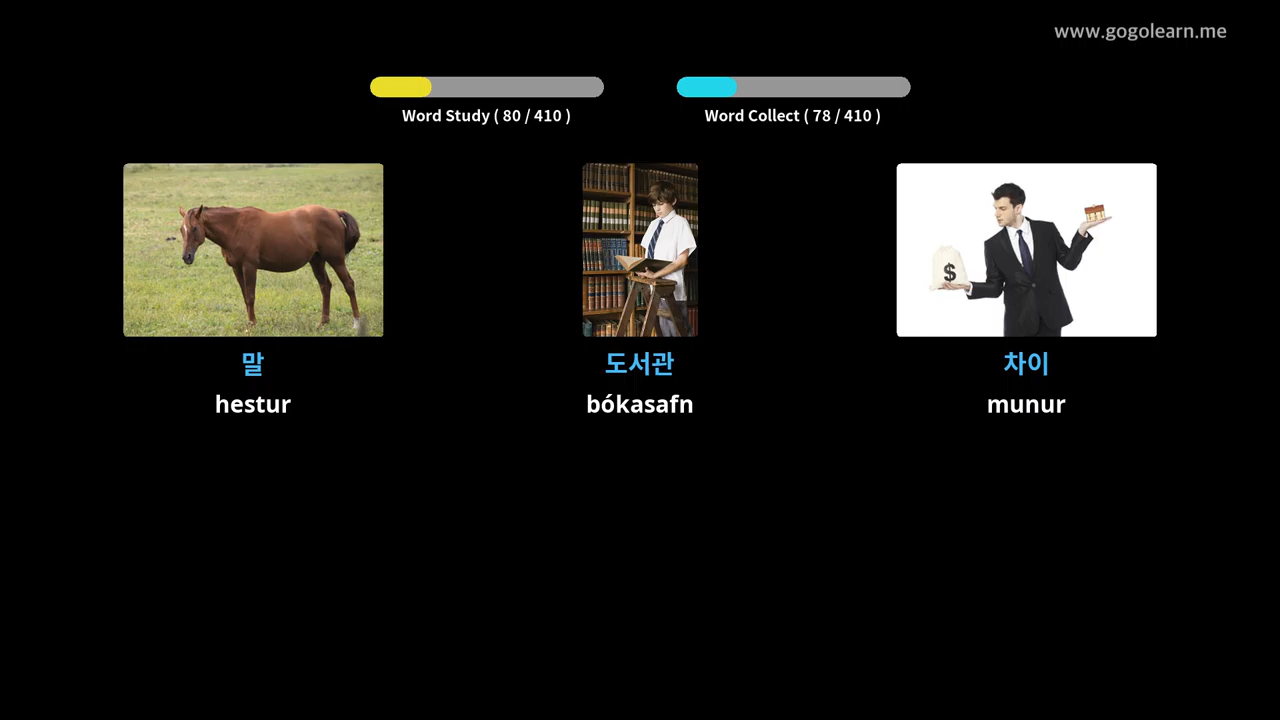 www.gogolearn.me
Word Study ( 80 / 410 )
Word Collect ( 78 / 410 )
$
말
hestur
도서관
bókasafn
차이
munur